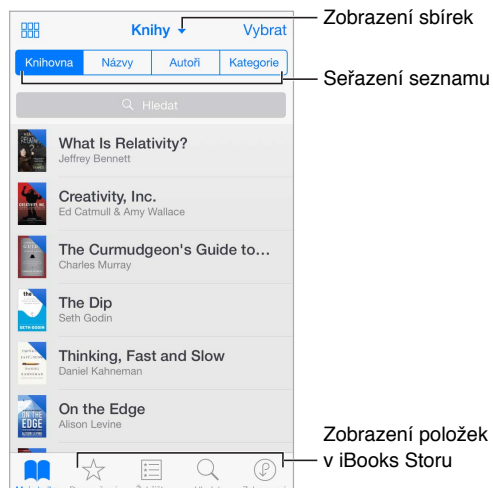 Knihy
Vybrat
Zobrazení sbírek
Knihovna
Názvy
Autoři
Kategorie
Seřazení seznamu
Hledat
What Is Relativity?
Jeffrey Bennett
Creativity, Inc.
Ed Catmull & Amy Wallace
The Curmudgeon's Guide to…
Charles Murray
The Dip
Seth Godin
Thinking, Fast and Slow
Daniel Kahneman
On the Edge
Alison Levine
Zobrazení položek
v iBooks Storu